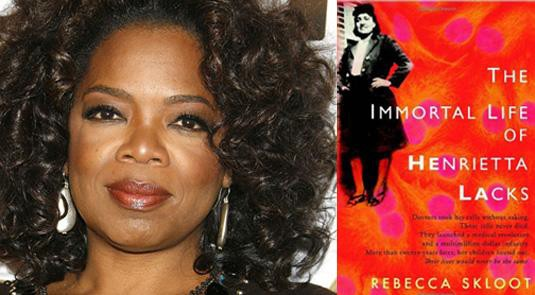 THE
IMMORTAL LIFE
OF
HENRIETTA
LACKS
Doctors took her cells without asking.
Those cells never died.
They launched a medical revolution
and a multimillion-dollar industry.
More than twenty years later, her children found out.
Their lives would never be the same.
REBECCA SKLOOT